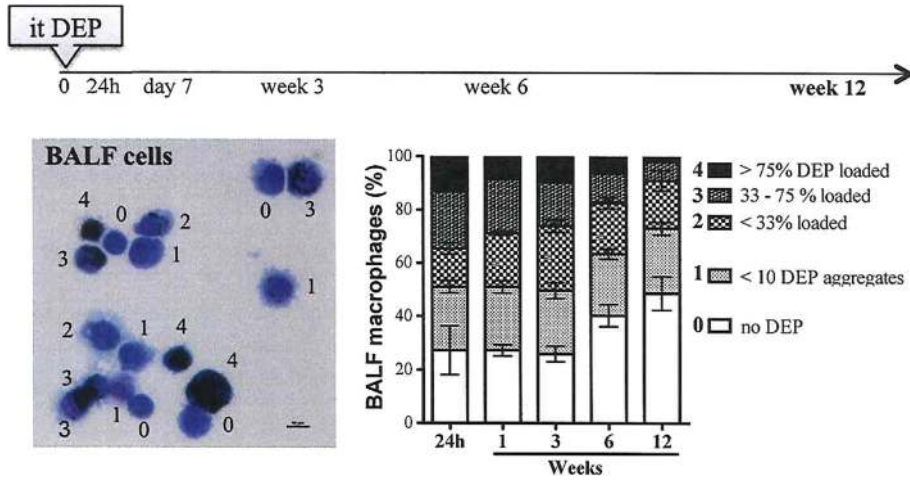 it DEP
0 24h day 7 week 3 week 6 week 12
BALF cells
4 0 2
3 1
0 3
1
2 1 4
4
3
3 1 0 0
BALF macrophages (%)
100
80
60
40
20
0
24h 1 3 6 12
Weeks
4 > 75% DEP loaded
3 33 - 75 % loaded
2 < 33% loaded
1 < 10 DEP aggregates
0 no DEP